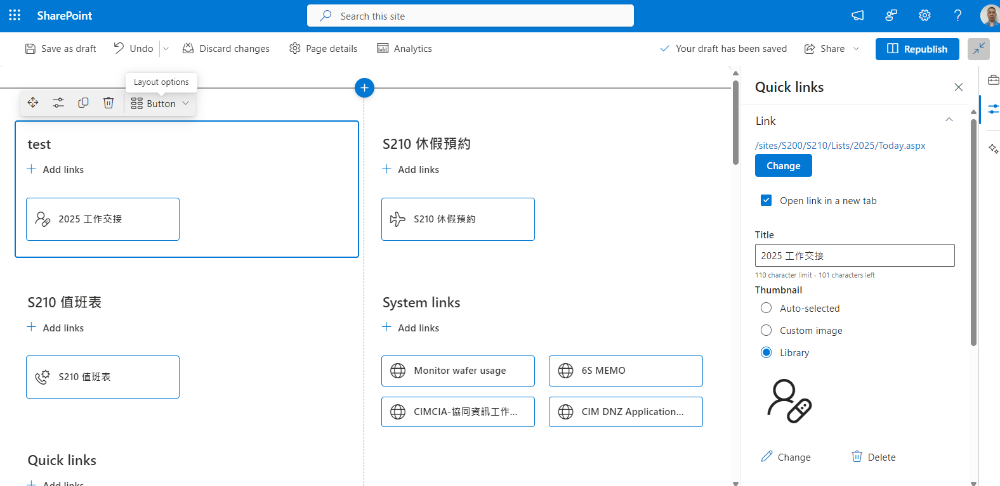 SharePoint
Search this site
Save as draft
Undo
Discard changes
Page details
Analytics
Your draft has been saved
Share
Republish
Layout options
Button
test
Add links
2025 工作交接
S210 休假預約
Add links
S210 休假預約
S210 值班表
Add links
S210 值班表
System links
Add links
Monitor wafer usage
6S MEMO
CIMCIA-協同資訊工作...
CIM DNZ Application...
Quick links
Add links
Quick links
Link
/sites/S200/S210/Lists/2025/Today.aspx
Change
Open link in a new tab
Title
2025 工作交接
110 character limit - 101 characters left
Thumbnail
Auto-selected
Custom image
Library
Change
Delete